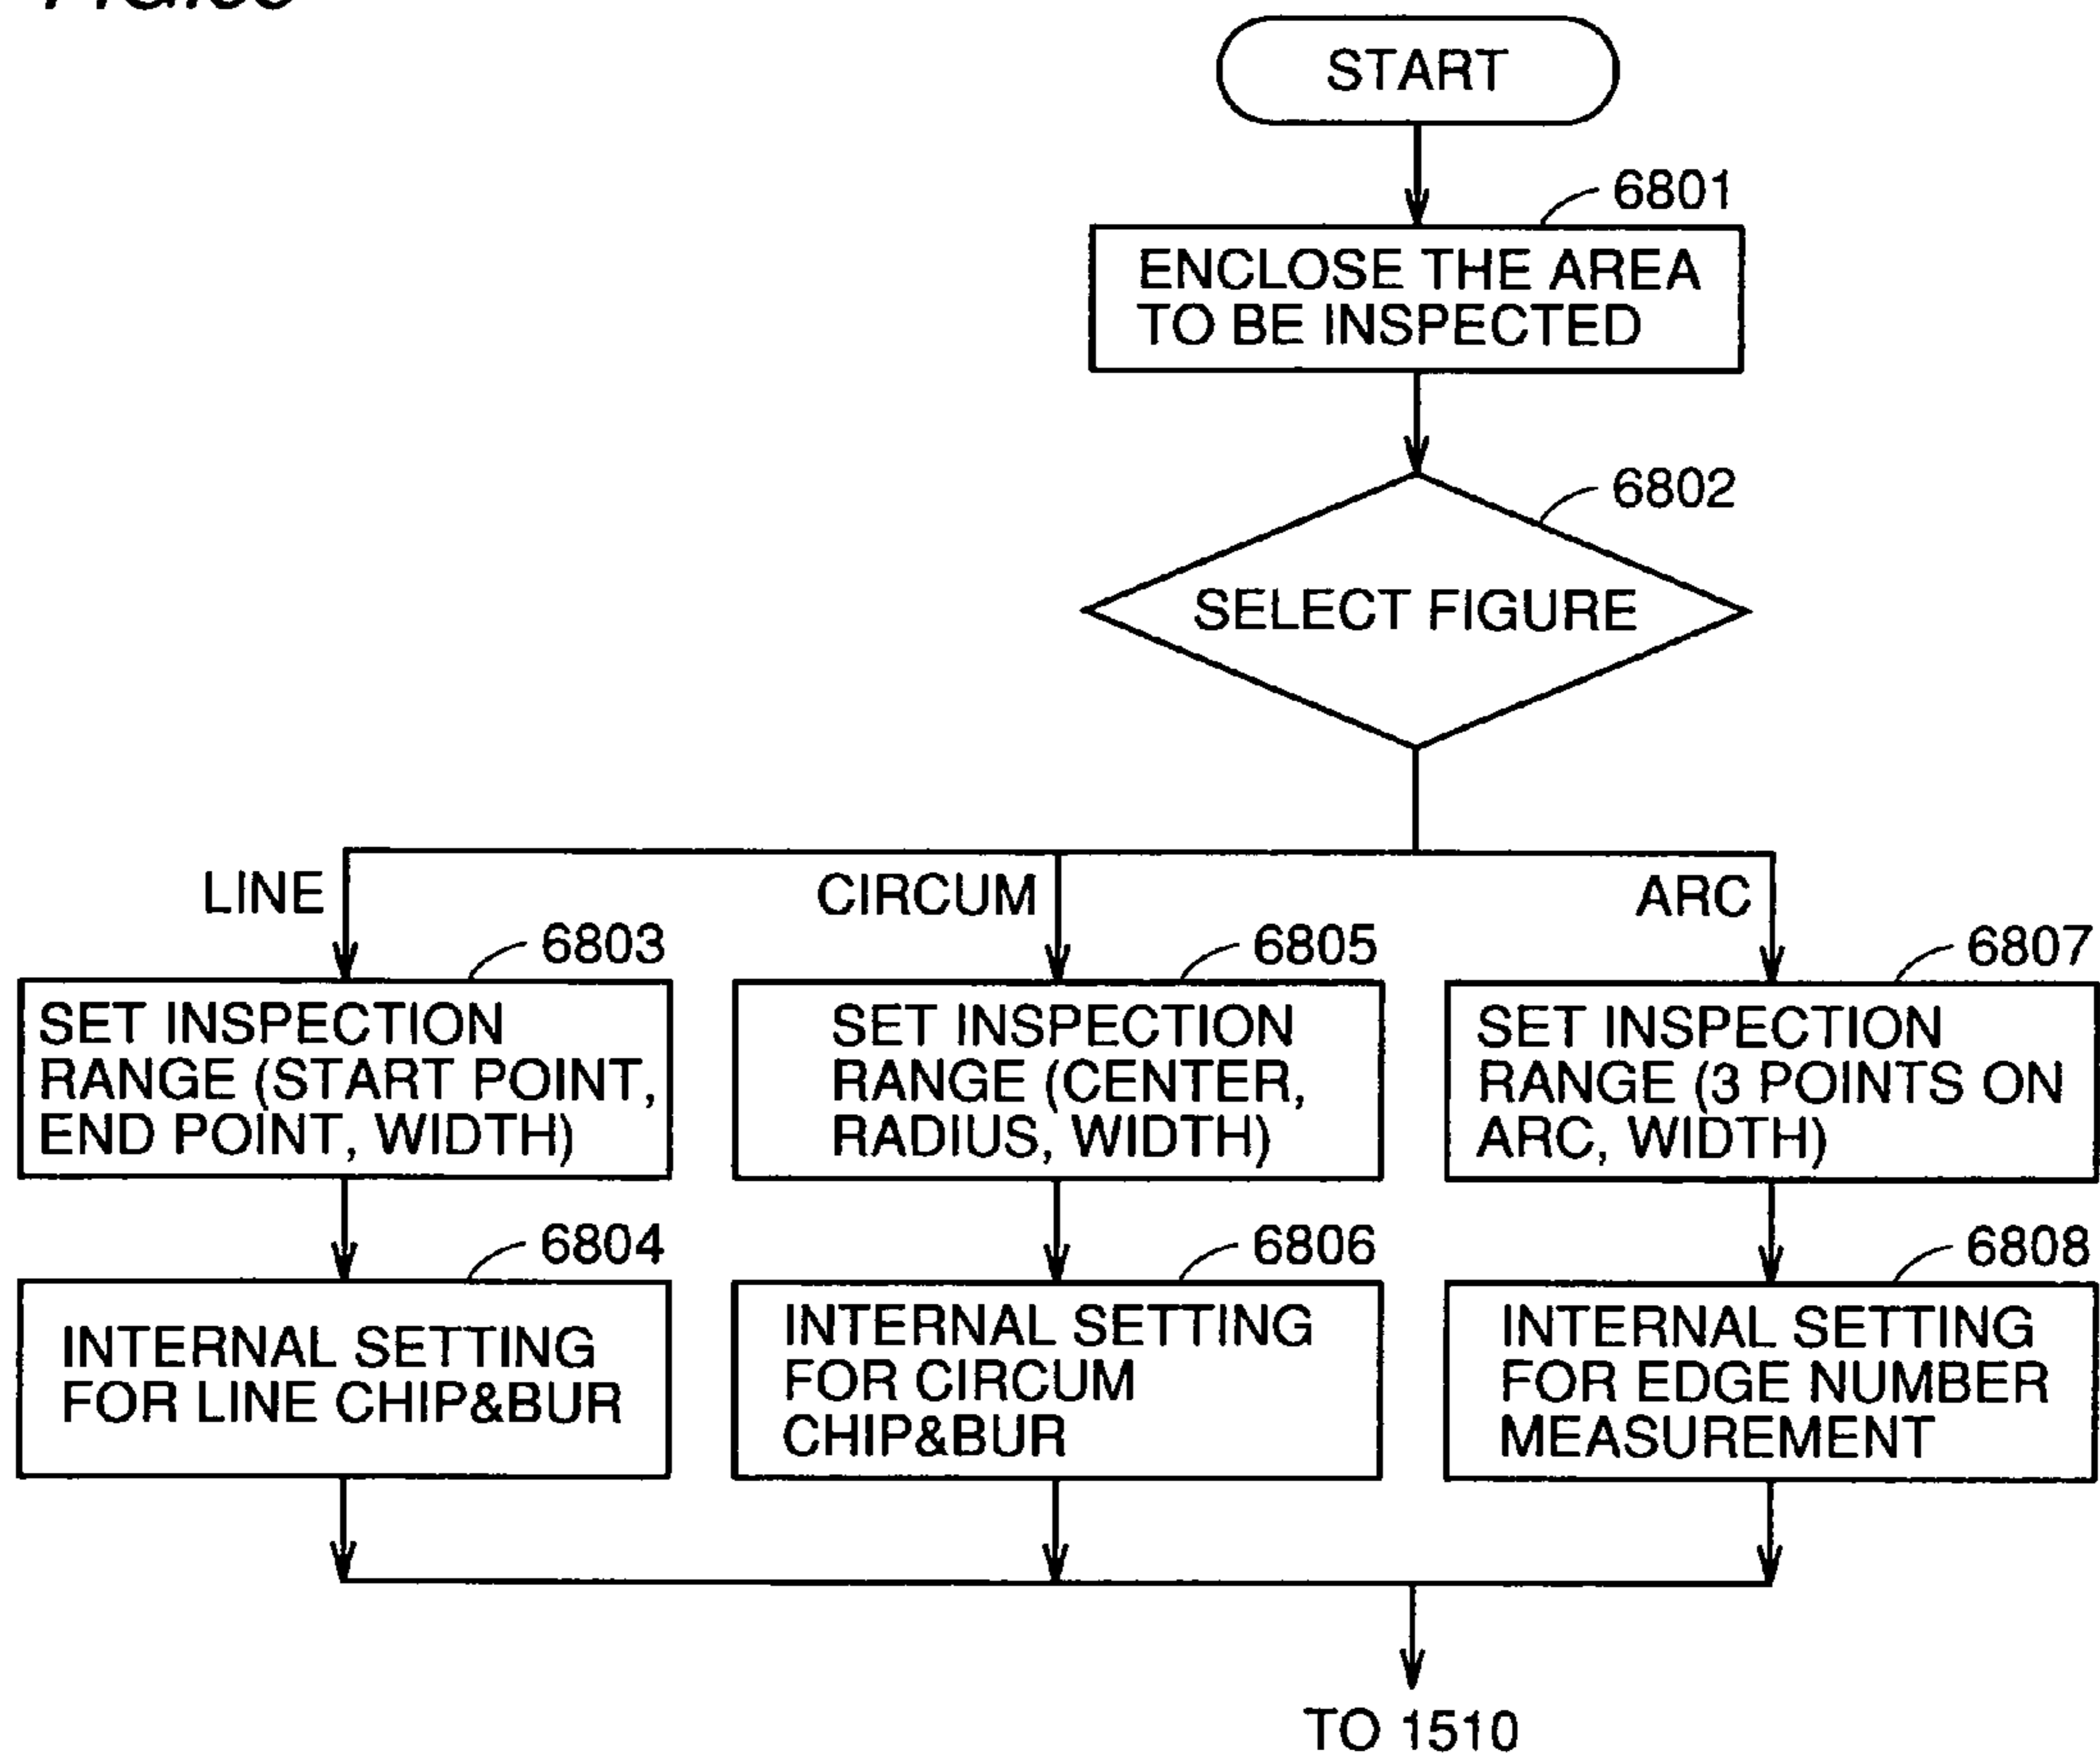 START
6801
ENCLOSE THE AREA
TO BE INSPECTED
6802
SELECT FIGURE
LINE
CIRCUM
ARC
6803
SET INSPECTION
RANGE (START POINT,
END POINT, WIDTH)
6805
SET INSPECTION
RANGE (CENTER,
RADIUS, WIDTH)
6807
SET INSPECTION
RANGE (3 POINTS ON
ARC, WIDTH)
6804
INTERNAL SETTING
FOR LINE CHIP&BUR
6806
INTERNAL SETTING
FOR CIRCUM
CHIP&BUR
6808
INTERNAL SETTING
FOR EDGE NUMBER
MEASUREMENT
TO 1510